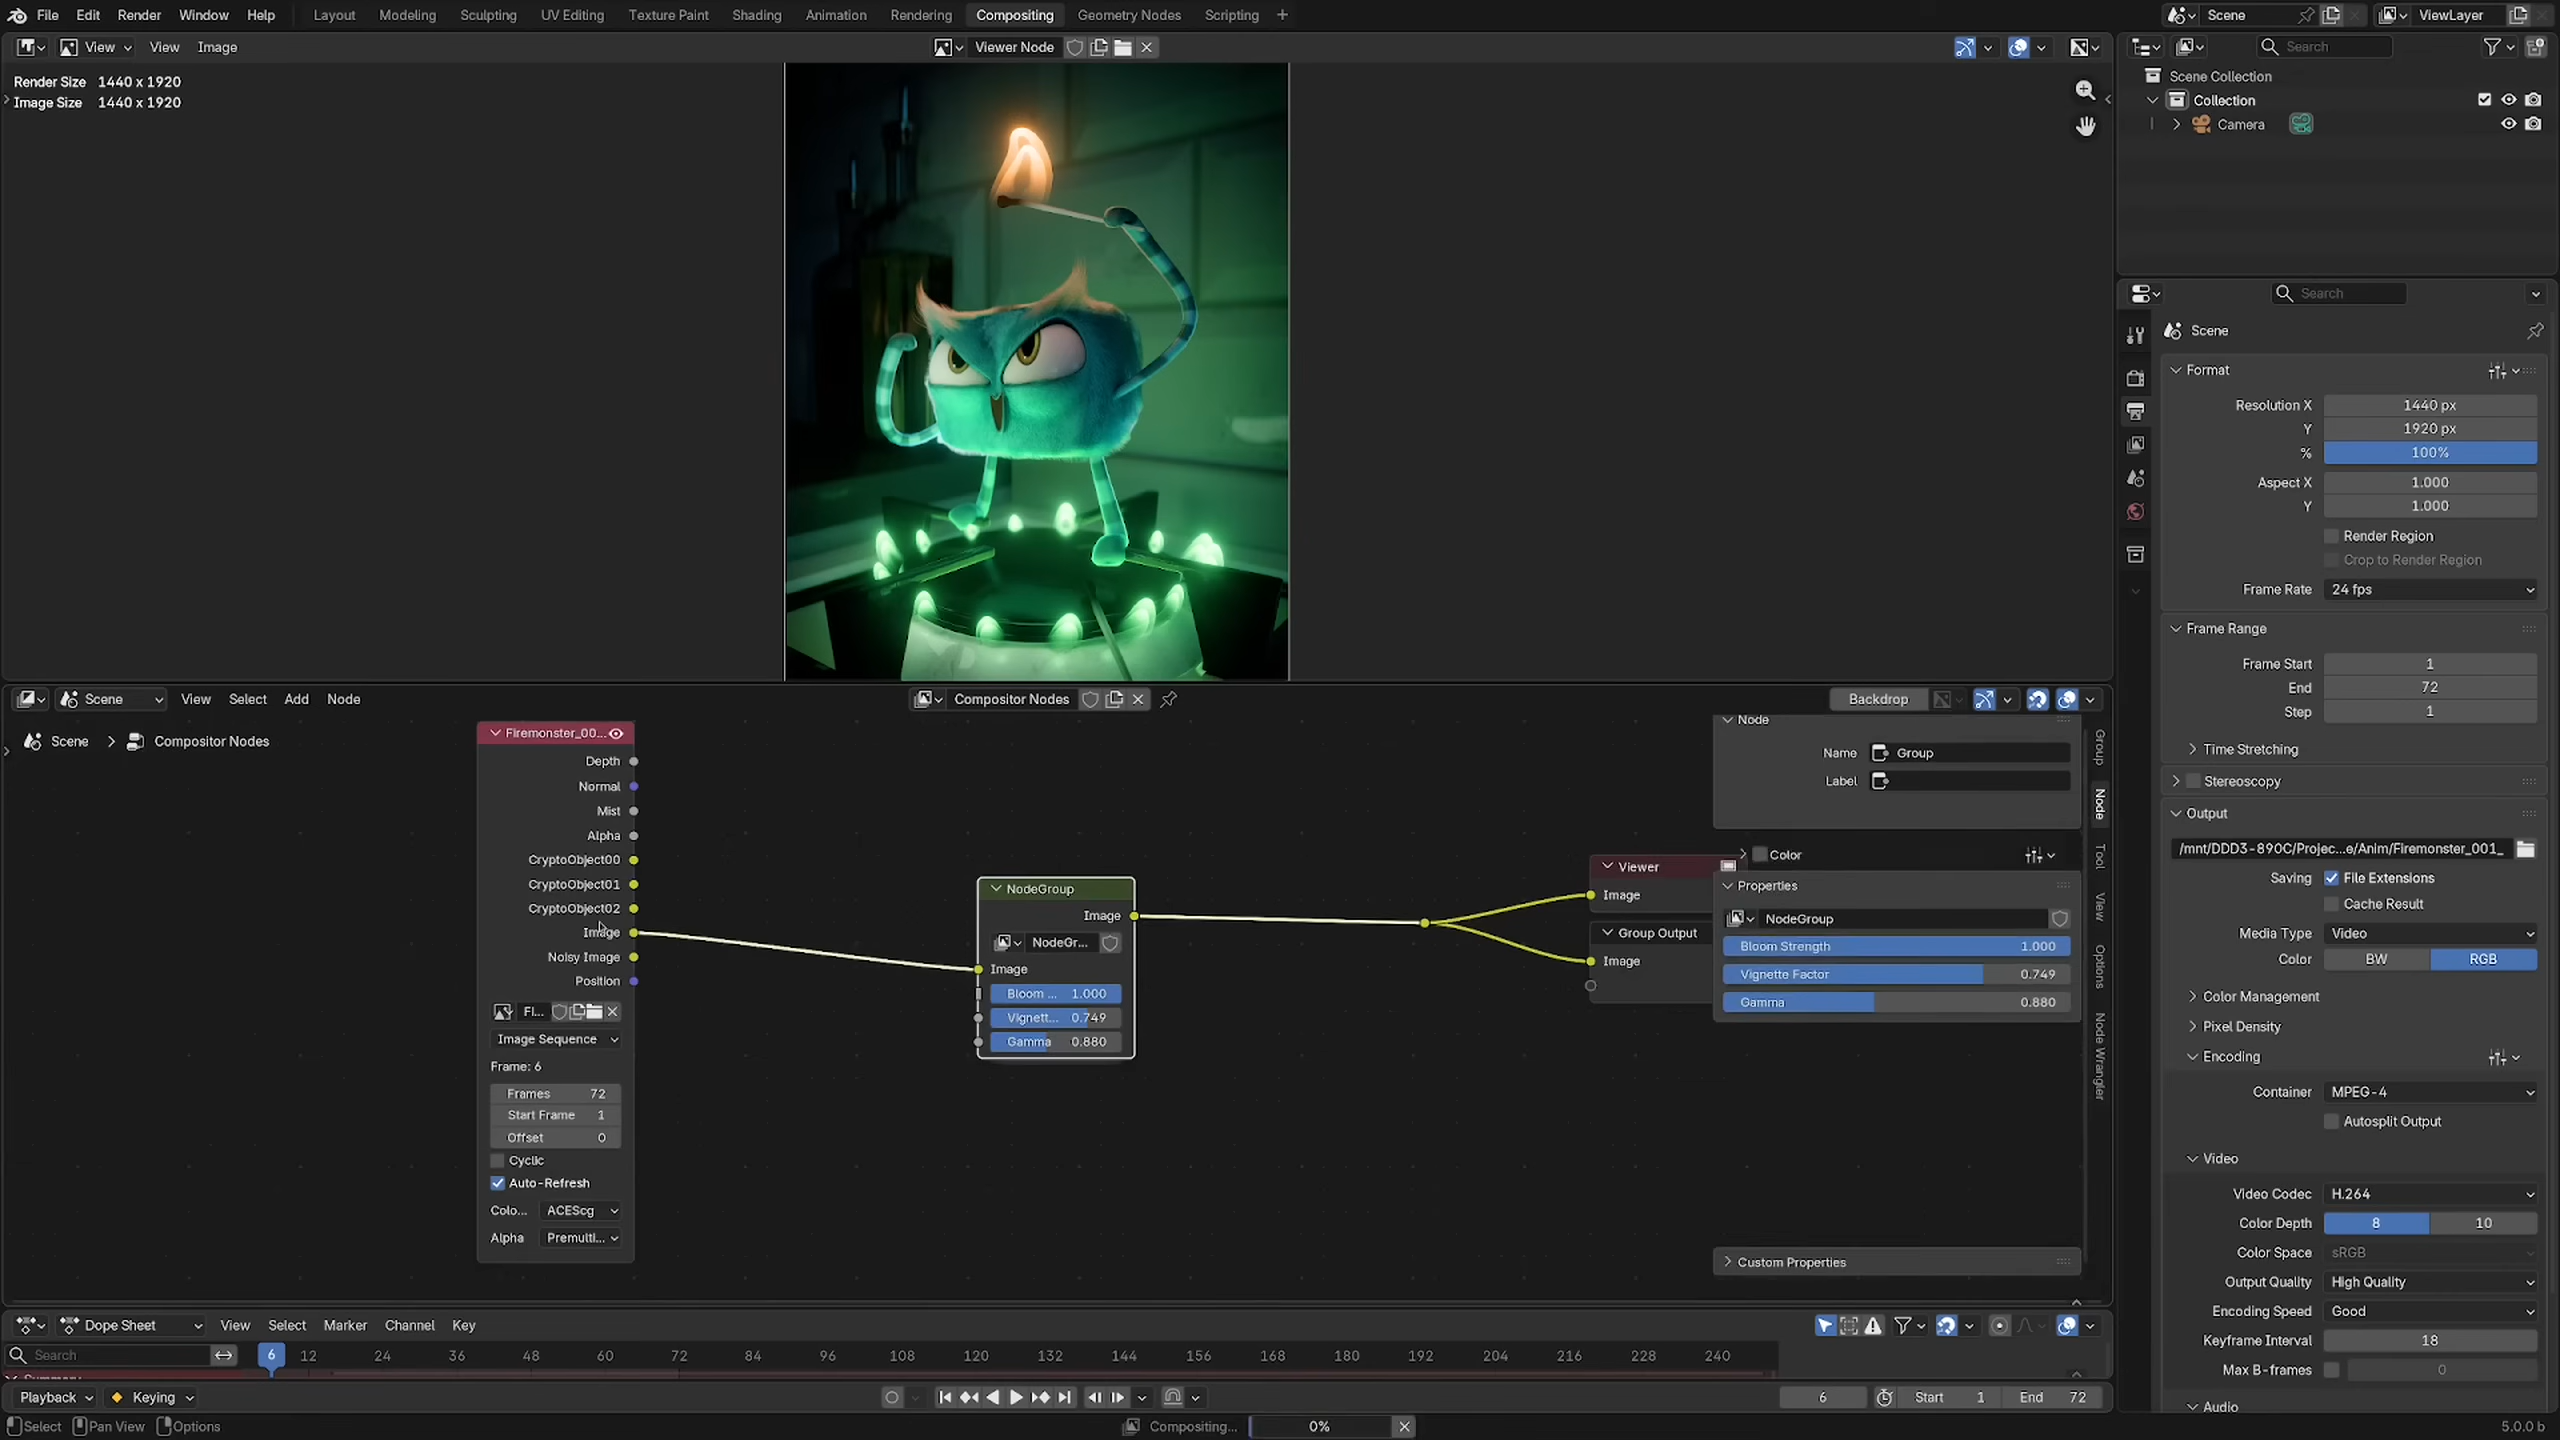 File Edit Render Window Help Layout Modeling Sculpting UV Editing Texture Paint Shading Animation Rendering Compositing Geometry Nodes Scripting + Scene ViewLayer
View View Image Viewer Node Search
Render Size 1440 x 1920
Image Size 1440 x 1920
Scene Collection
Collection
Camera
Search
Scene
Format
Resolution X 1440 px
Y 1920 px
% 100%
Aspect X 1.000
Y 1.000
Render Region
Crop to Render Region
Frame Rate 24 fps
Frame Range
Frame Start 1
End 72
Step 1
Time Stretching
Stereoscopy
Output
/mnt/DDD3-890C/Projec...e/Anim/Firemonster_001_
Saving File Extensions
Cache Result
Media Type Video
Color BW RGB
Color Management
Pixel Density
Encoding
Container MPEG-4
Autosplit Output
Video
Video Codec H.264
Color Depth 8 10
Color Space sRGB
Output Quality High Quality
Encoding Speed Good
Keyframe Interval 18
Max B-frames 0
Audio
Scene View Select Add Node Compositor Nodes Backdrop
Scene > Compositor Nodes
Firemonster_00...
Depth
Normal
Mist
Alpha
CryptoObject00
CryptoObject01
CryptoObject02
Image
Noisy Image
Position
Fl...
Image Sequence
Frame: 6
Frames 72
Start Frame 1
Offset 0
Cyclic
Auto-Refresh
Colo... ACEScg
Alpha Premulti...
NodeGroup
Image
NodeGr...
Image
Bloom ... 1.000
Vignett... 0.749
Gamma 0.880
Viewer
Image
Group Output
Image
Node
Name Group
Label
Color
Properties
NodeGroup
Bloom Strength 1.000
Vignette Factor 0.749
Gamma 0.880
Custom Properties
Group
Node
Tool
View
Options
Node Wrangler
Dope Sheet View Select Marker Channel Key
Search 6 12 24 36 48 60 72 84 96 108 120 132 144 156 168 180 192 204 216 228 240
Playback Keying 6 Start 1 End 72
Select Pan View Options Compositing... 0% 5.0.0 b